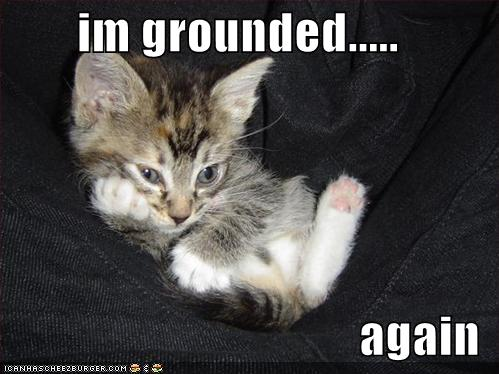 im grounded.....
again
ICANHASCHEEZBURGER.COM